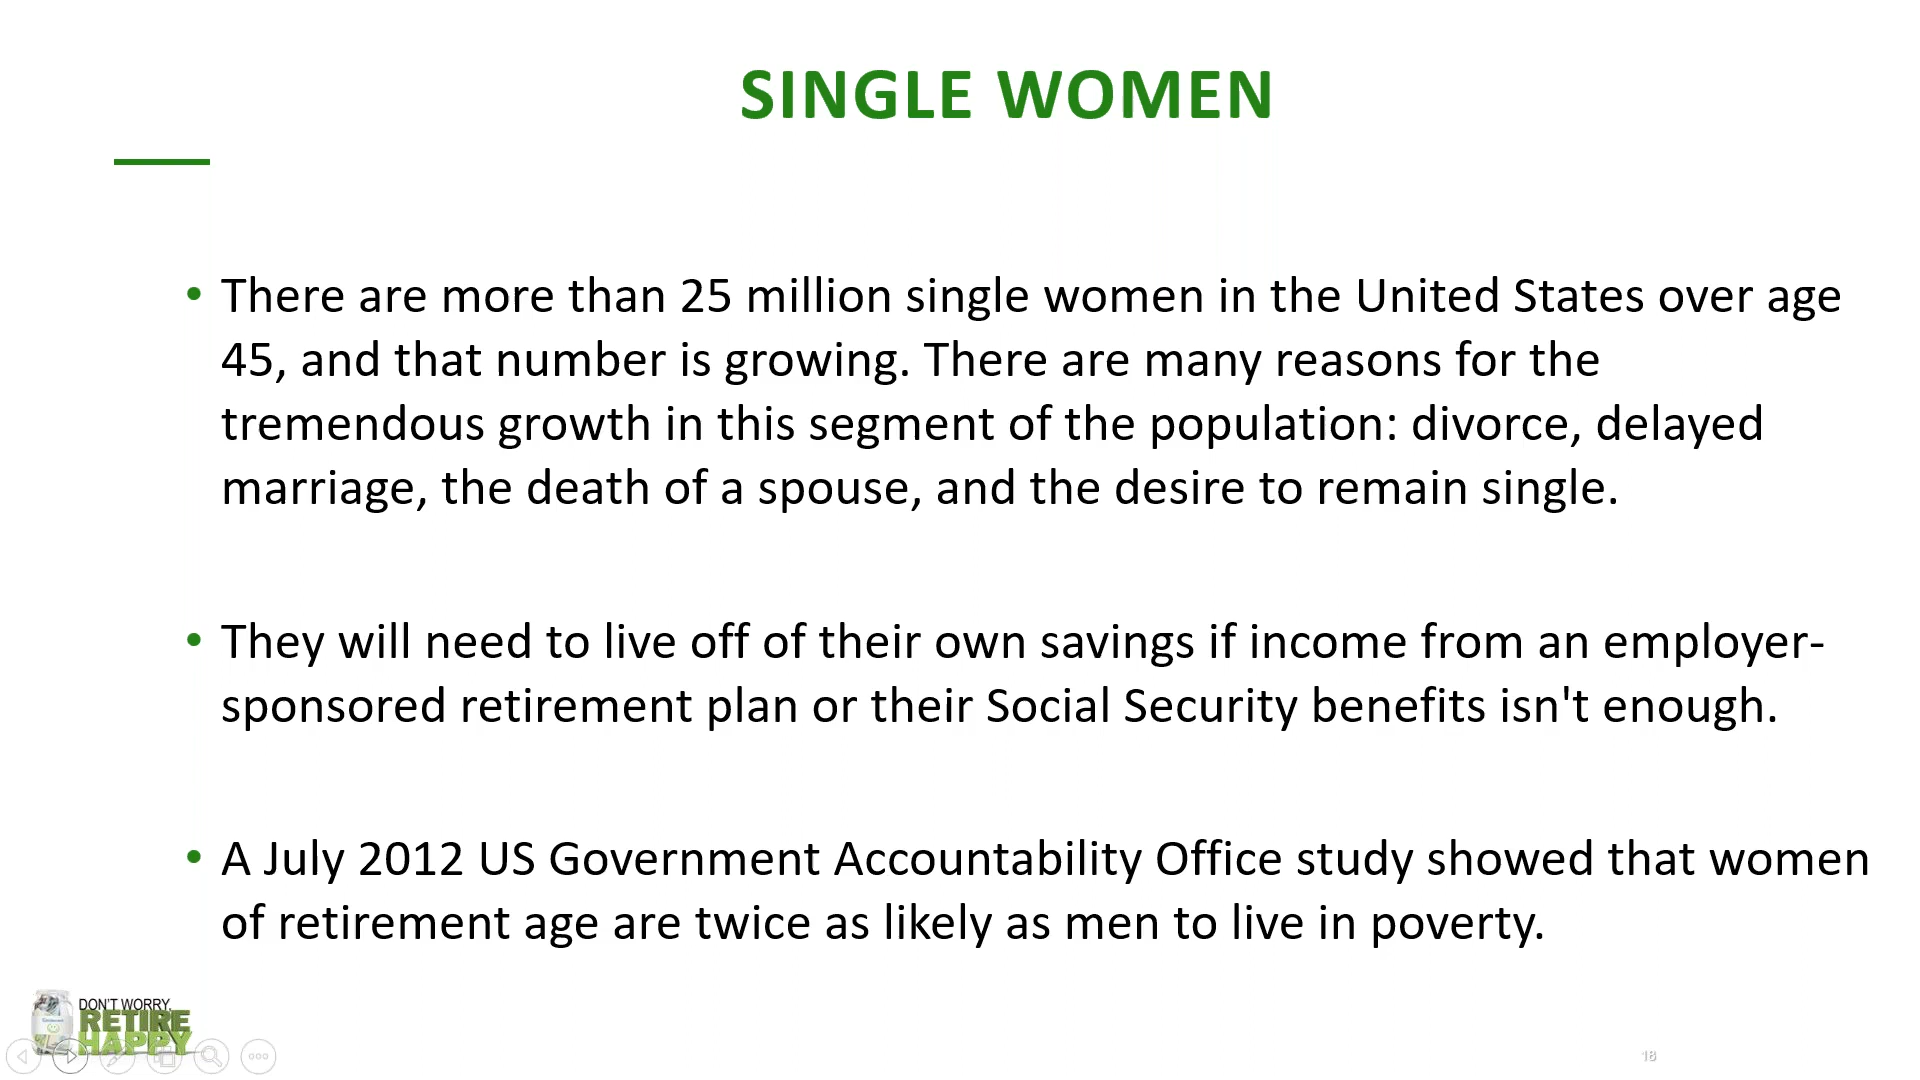 SINGLE WOMEN
• There are more than 25 million single women in the United States over age
45, and that number is growing. There are many reasons for the
tremendous growth in this segment of the population: divorce, delayed
marriage, the death of a spouse, and the desire to remain single.
• They will need to live off of their own savings if income from an employer-
sponsored retirement plan or their Social Security benefits isn't enough.
• A July 2012 US Government Accountability Office study showed that women
of retirement age are twice as likely as men to live in poverty.
DON'T WORRY,
RETIRE
HAPPY